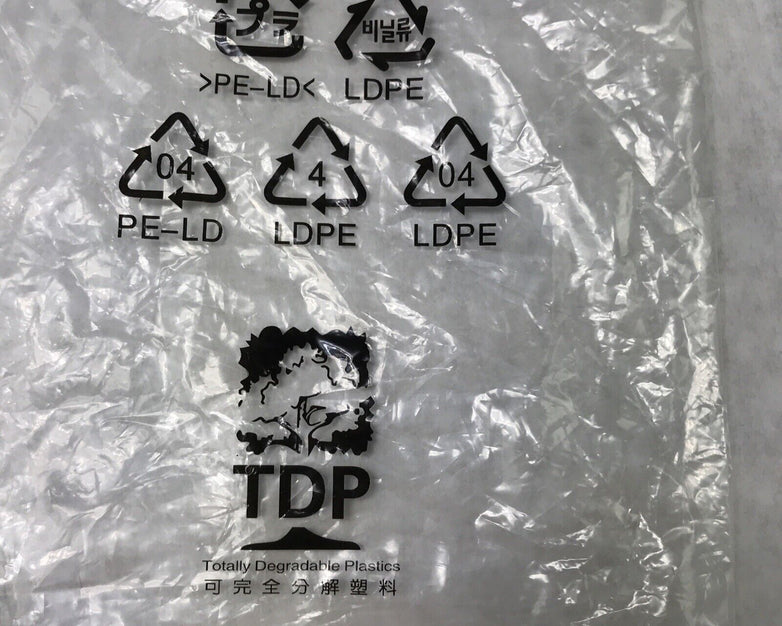 プラ 비닐류
>PE-LD< LDPE
04 4 04
PE-LD LDPE LDPE
TDP
Totally Degradable Plastics
可完全分解塑料